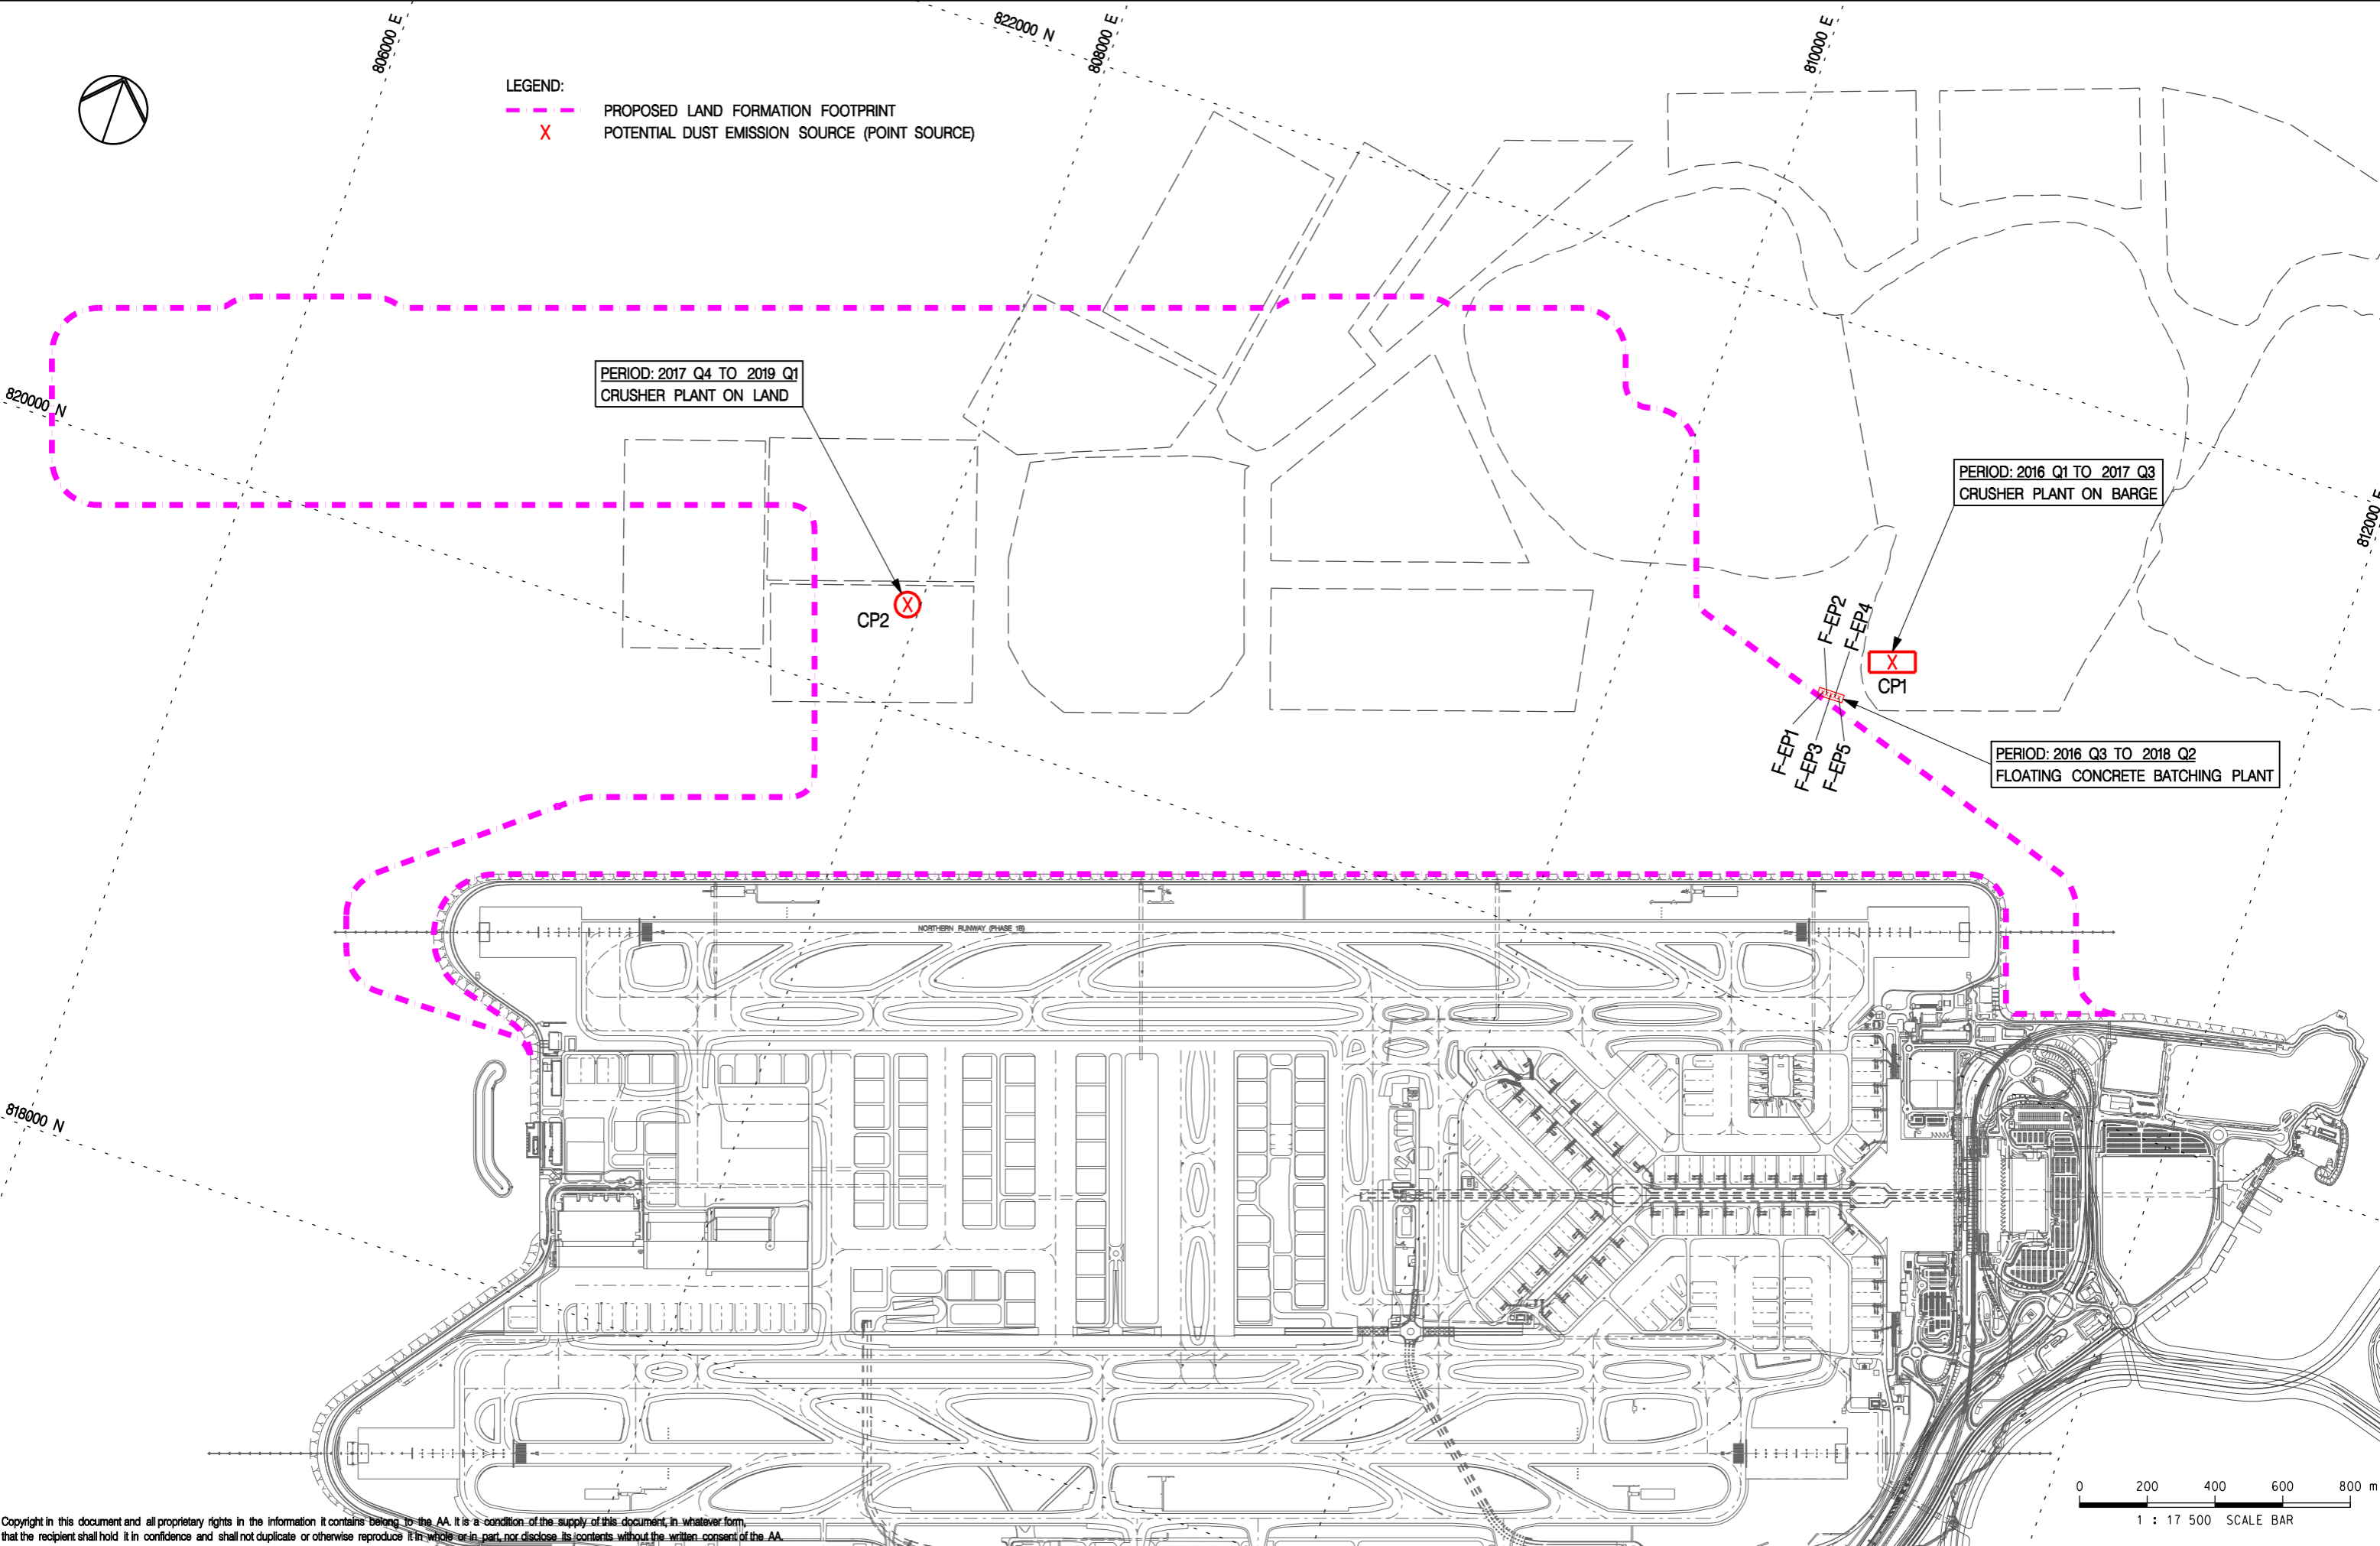 822000 N
806000 E
808000 E
810000 E
LEGEND:
PROPOSED LAND FORMATION FOOTPRINT
X POTENTIAL DUST EMISSION SOURCE (POINT SOURCE)
820000 N
PERIOD: 2017 Q4 TO 2019 Q1
CRUSHER PLANT ON LAND
PERIOD: 2016 Q1 TO 2017 Q3
CRUSHER PLANT ON BARGE
812000 E
X
CP2
F-EP2
F-EP4
X
CP1
F-EP1
F-EP3
F-EP5
PERIOD: 2016 Q3 TO 2018 Q2
FLOATING CONCRETE BATCHING PLANT
NORTHERN RUNWAY (PHASE 1B)
818000 N
0 200 400 600 800 m
1 : 17 500 SCALE BAR
Copyright in this document and all proprietary rights in the information it contains belong to the AA. It is a condition of the supply of this document, in whatever form,
that the recipient shall hold it in confidence and shall not duplicate or otherwise reproduce it in whole or in part, nor disclose its contents without the written consent of the AA.